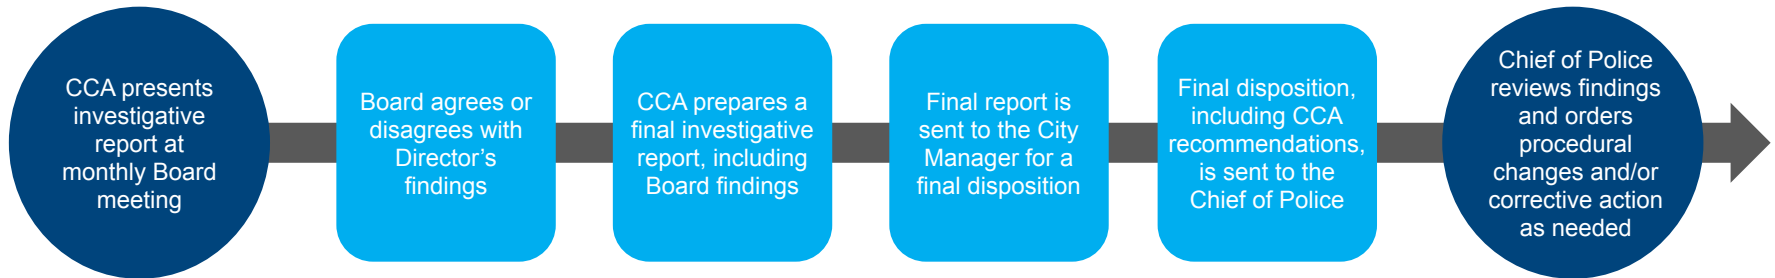 CCA presents
investigative
report at
monthly Board
meeting
Board agrees or
disagrees with
Director’s
findings
CCA prepares a
final investigative
report, including
Board findings
Final report is
sent to the City
Manager for a
final disposition
Final disposition,
including CCA
recommendations,
is sent to the
Chief of Police
Chief of Police
reviews findings
and orders
procedural
changes and/or
corrective action
as needed